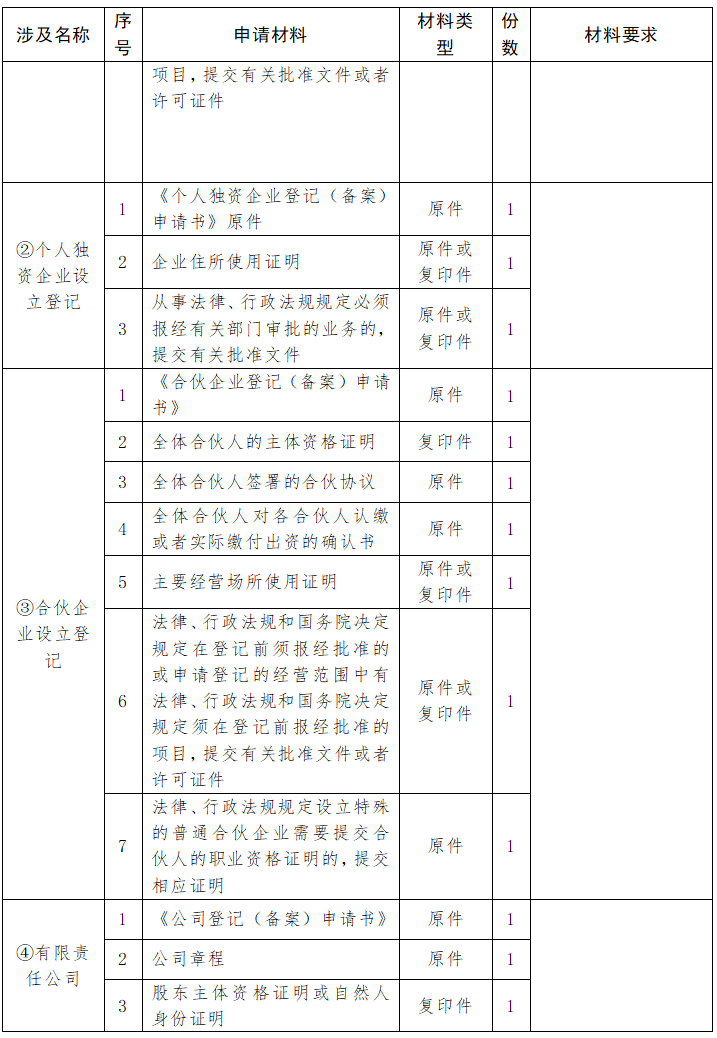 涉及名称 序号 申请材料 材料类型 份数 材料要求
项目,提交有关批准文件或者
许可证件
②个人独
资企业设
立登记
1 《个人独资企业登记(备案)
申请书》原件 原件 1
2 企业住所使用证明 原件或
复印件 1
3 从事法律、行政法规规定必须
报经有关部门审批的业务的,
提交有关批准文件 原件或
复印件 1
③合伙企
业设立登
记
1 《合伙企业登记(备案)申请
书》 原件 1
2 全体合伙人的主体资格证明 复印件 1
3 全体合伙人签署的合伙协议 原件 1
4 全体合伙人对各合伙人认缴
或者实际缴付出资的确认书 原件 1
5 主要经营场所使用证明 原件或
复印件 1
6 法律、行政法规和国务院决定
规定在登记前须报经批准的
或申请登记的经营范围中有
法律、行政法规和国务院决定
规定须在登记前报经批准的
项目,提交有关批准文件或者
许可证件 原件或
复印件 1
7 法律、行政法规规定设立特殊
的普通合伙企业需要提交合
伙人的职业资格证明的,提交
相应证明 原件 1
④有限责
任公司
1 《公司登记(备案)申请书》 原件 1
2 公司章程 原件 1
3 股东主体资格证明或自然人
身份证明 复印件 1